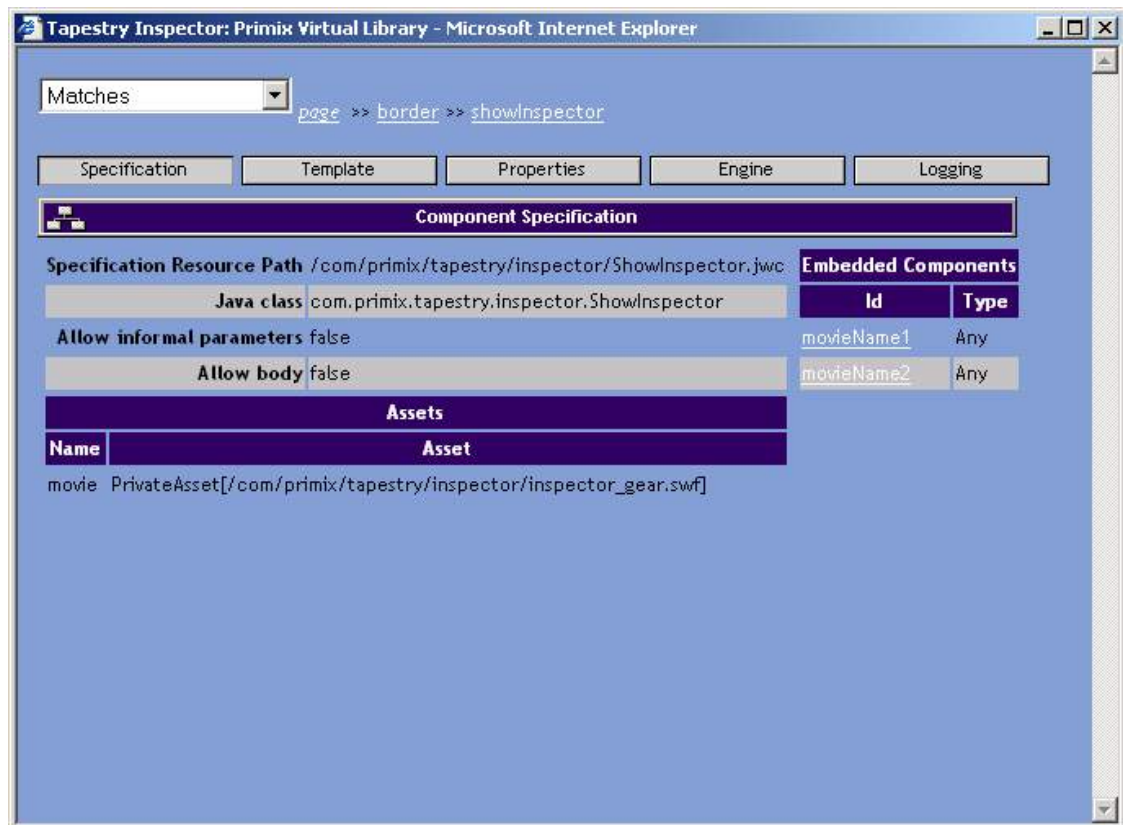 Tapestry Inspector: Primix Virtual Library - Microsoft Internet Explorer
Matches
page >> border >> showInspector
Specification Template Properties Engine Logging
Component Specification
Specification Resource Path /com/primix/tapestry/inspector/ShowInspector.jwc Embedded Components
Java class com.primix.tapestry.inspector.ShowInspector Id Type
Allow informal parameters false movieName1 Any
Allow body false movieName2 Any
Assets
Name Asset
movie PrivateAsset[/com/primix/tapestry/inspector/inspector_gear.swf]